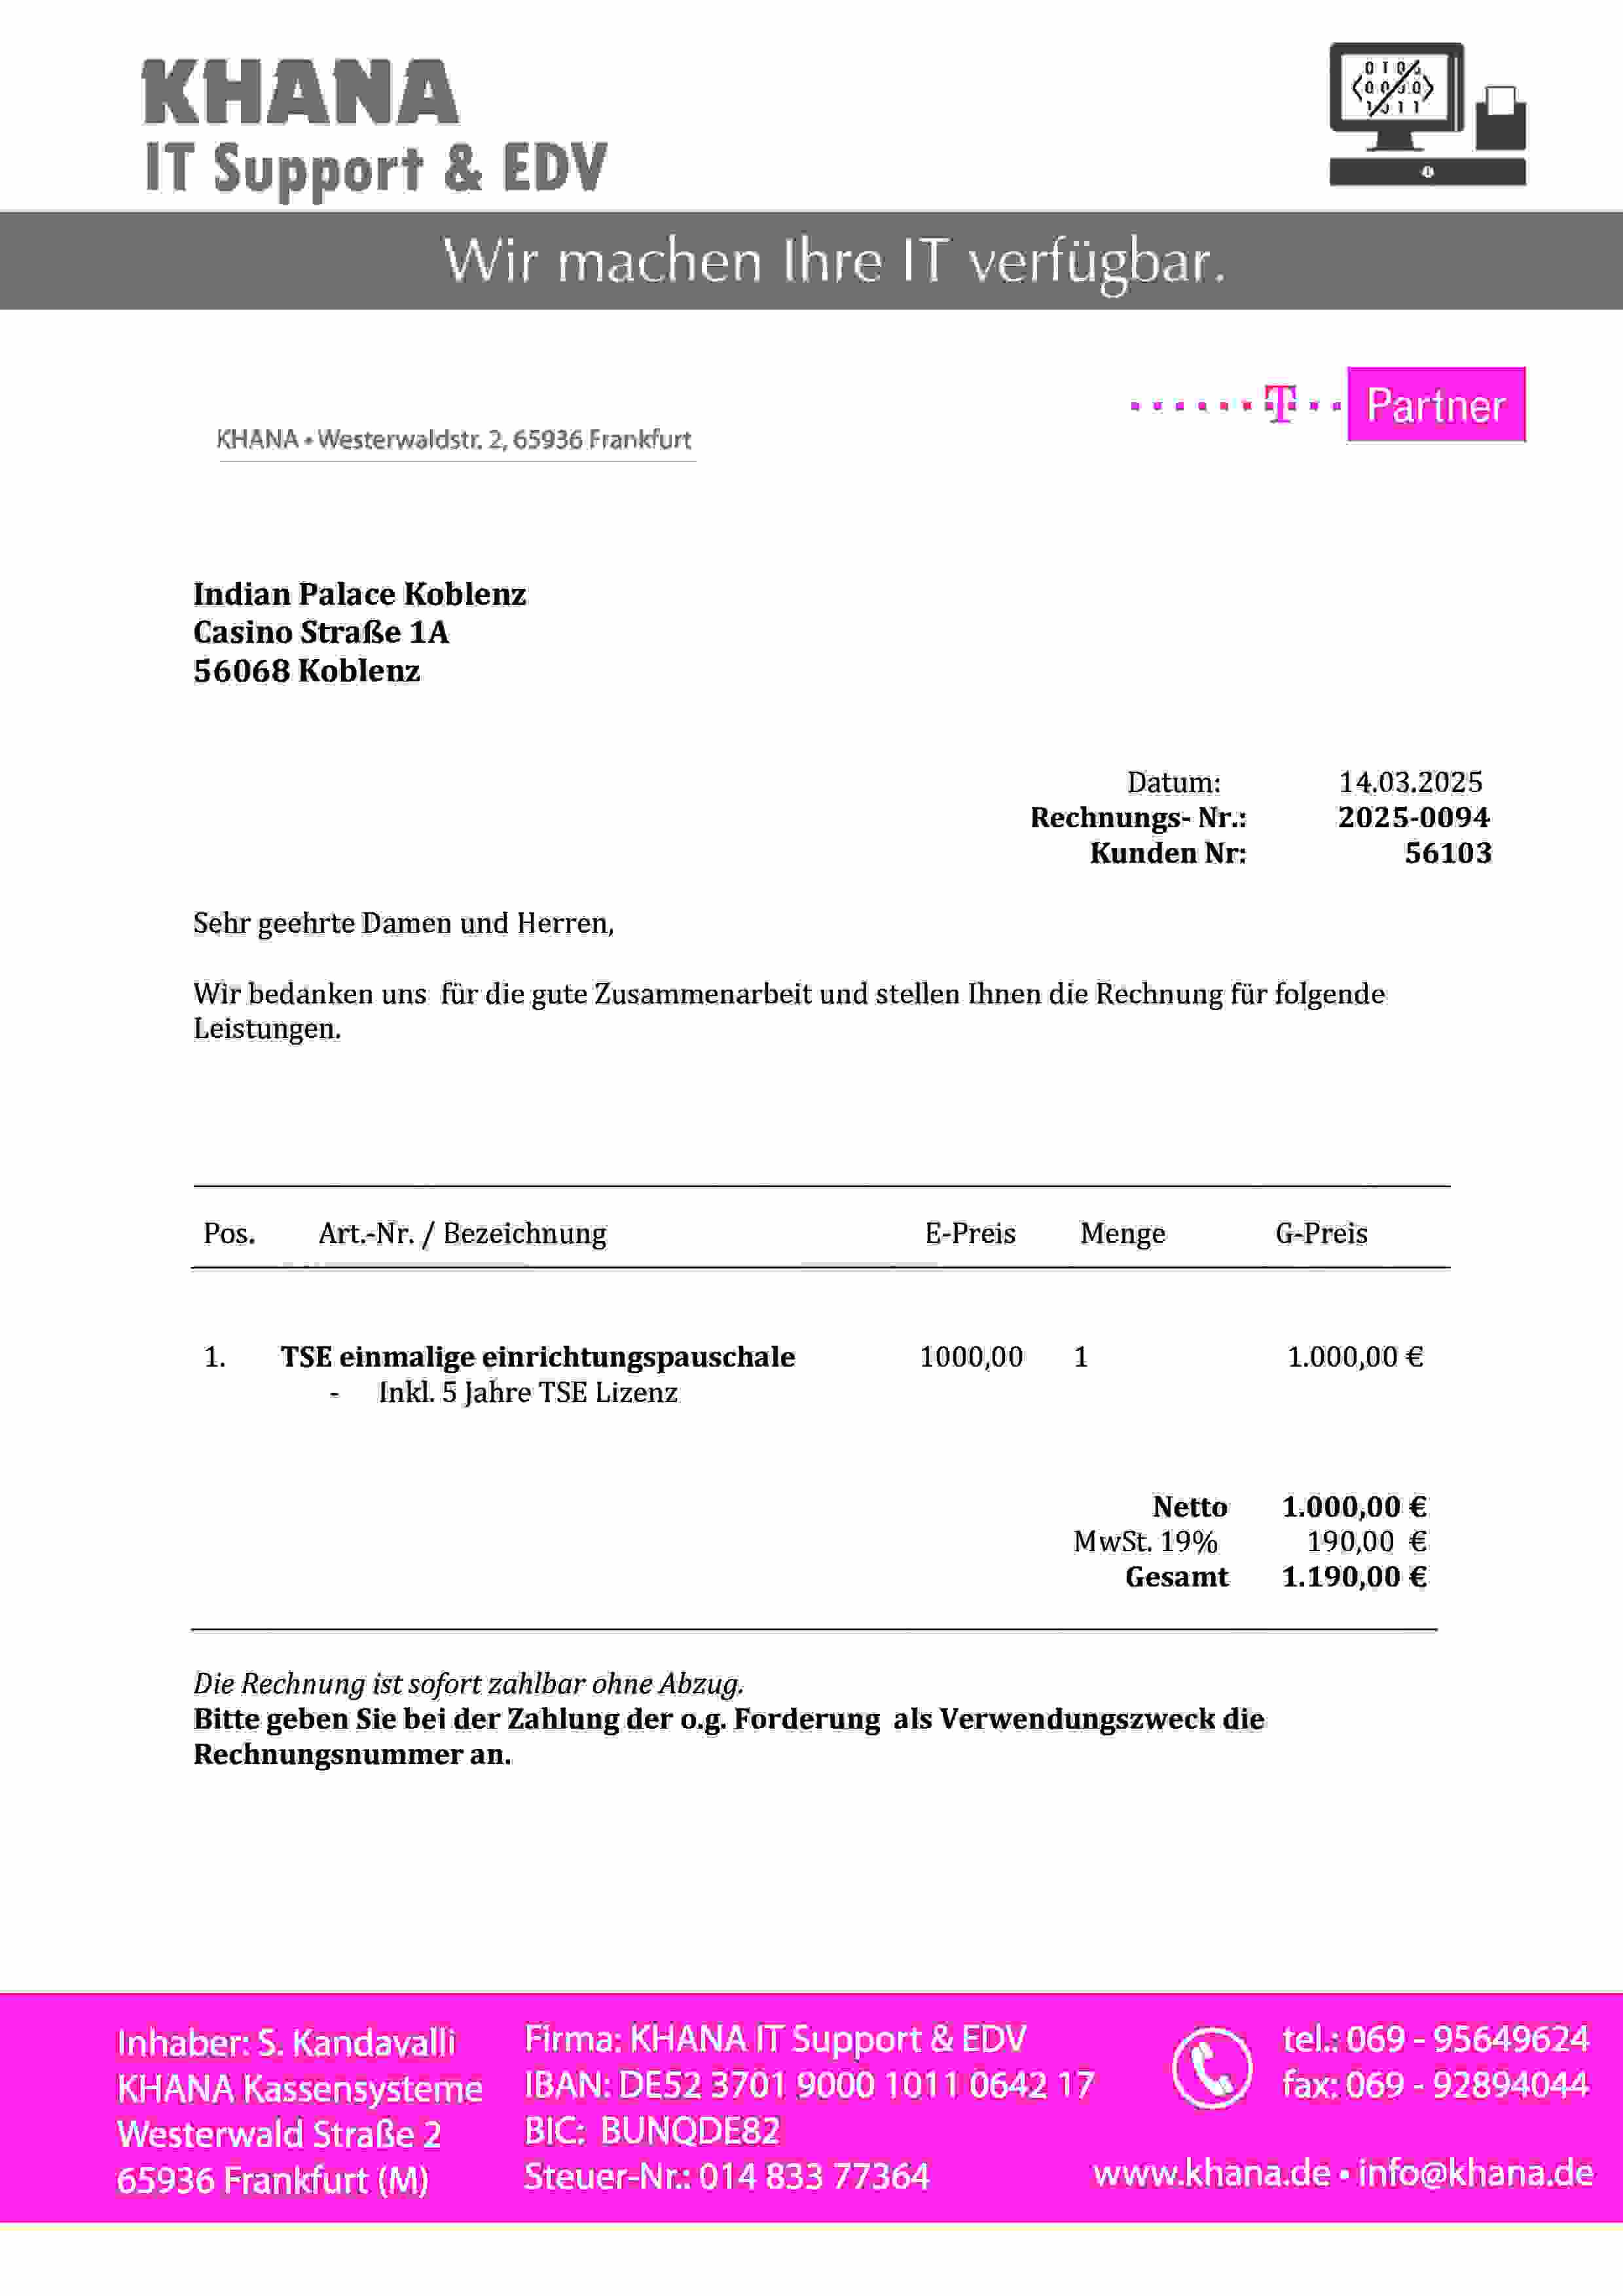 KHANA
IT Support & EDV
0 1 0
1 0 1 1
Wir machen Ihre IT verfügbar.
T Partner
KHANA • Westerwaldstr. 2, 65936 Frankfurt
Indian Palace Koblenz
Casino Straße 1A
56068 Koblenz
Datum: 14.03.2025
Rechnungs- Nr.: 2025-0094
Kunden Nr: 56103
Sehr geehrte Damen und Herren,
Wir bedanken uns für die gute Zusammenarbeit und stellen Ihnen die Rechnung für folgende
Leistungen.
Pos. Art.-Nr. / Bezeichnung E-Preis Menge G-Preis
1. TSE einmalige einrichtungspauschale 1000,00 1 1.000,00 €
- Inkl. 5 Jahre TSE Lizenz
Netto 1.000,00 €
MwSt. 19% 190,00 €
Gesamt 1.190,00 €
Die Rechnung ist sofort zahlbar ohne Abzug.
Bitte geben Sie bei der Zahlung der o.g. Forderung als Verwendungszweck die
Rechnungsnummer an.
Inhaber: S. Kandavalli
KHANA Kassensysteme
Westerwald Straße 2
65936 Frankfurt (M)
Firma: KHANA IT Support & EDV
IBAN: DE52 3701 9000 1011 0642 17
BIC: BUNQDE82
Steuer-Nr.: 014 833 77364
tel.: 069 - 95649624
fax: 069 - 92894044
www.khana.de • info@khana.de